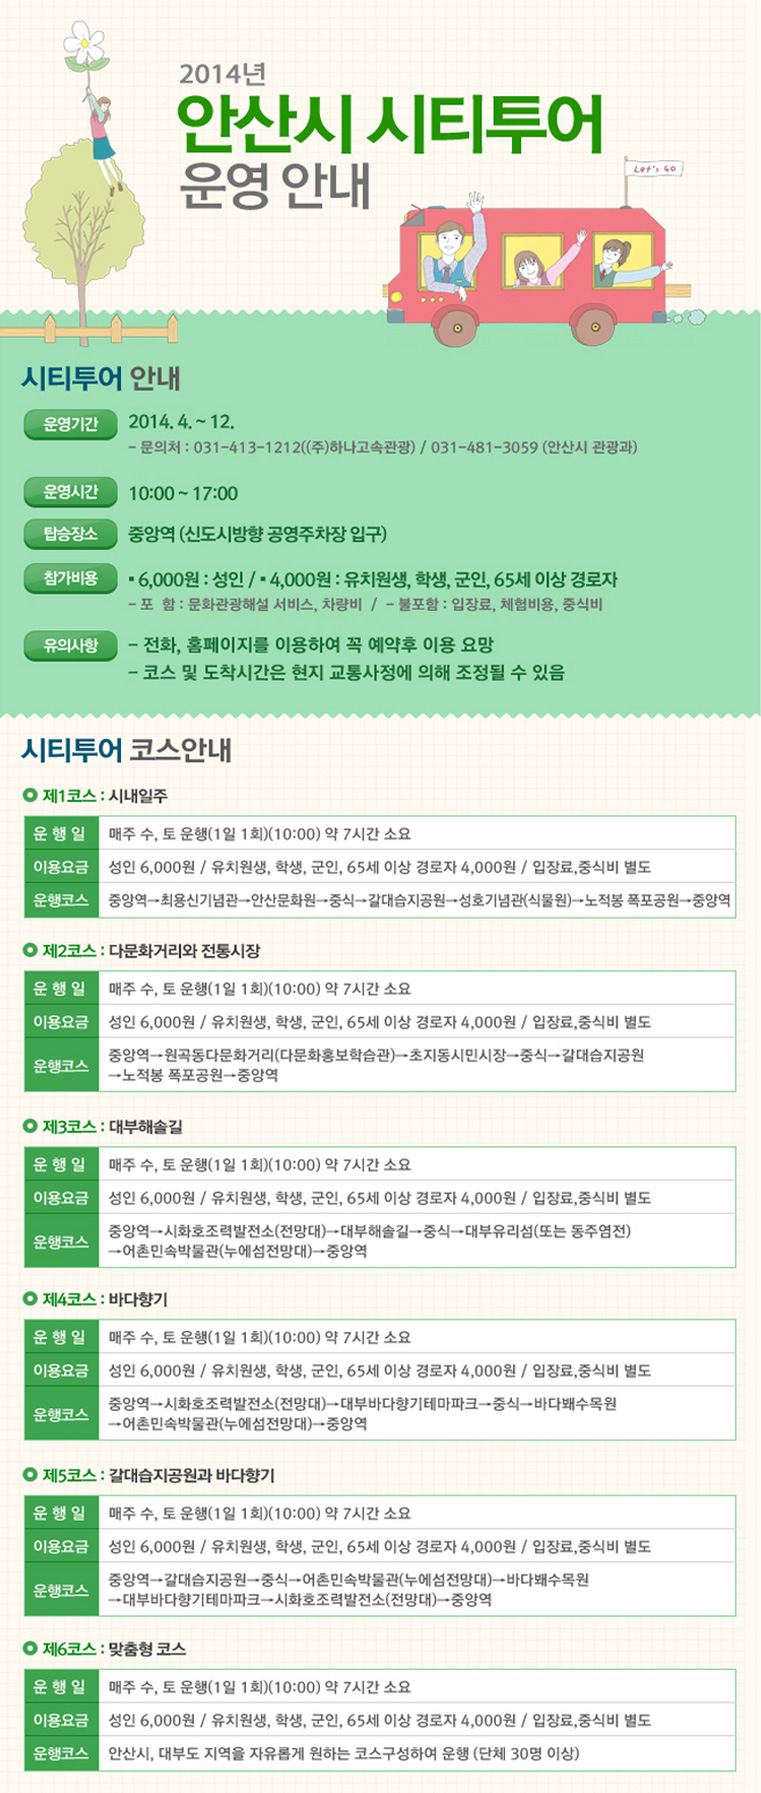 2014년
안산시 시티투어
운영 안내
Let's GO
시티투어 안내
운영기간 2014. 4. ~ 12.
- 문의처 : 031-413-1212((주)하나고속관광) / 031-481-3059 (안산시 관광과)
운영시간 10:00 ~ 17:00
탑승장소 중앙역 (신도시방향 공영주차장 입구)
참가비용 ▪ 6,000원 : 성인 / ▪ 4,000원 : 유치원생, 학생, 군인, 65세 이상 경로자
- 포 함 : 문화관광해설 서비스, 차량비 / - 불포함 : 입장료, 체험비용, 중식비
유의사항 - 전화, 홈페이지를 이용하여 꼭 예약후 이용 요망
- 코스 및 도착시간은 현지 교통사정에 의해 조정될 수 있음
시티투어 코스안내
제1코스 : 시내일주
운 행 일 매주 수, 토 운행(1일 1회)(10:00) 약 7시간 소요
이용요금 성인 6,000원 / 유치원생, 학생, 군인, 65세 이상 경로자 4,000원 / 입장료,중식비 별도
운행코스 중앙역→최용신기념관→안산문화원→중식→갈대습지공원→성호기념관(식물원)→노적봉 폭포공원→중앙역
제2코스 : 다문화거리와 전통시장
운 행 일 매주 수, 토 운행(1일 1회)(10:00) 약 7시간 소요
이용요금 성인 6,000원 / 유치원생, 학생, 군인, 65세 이상 경로자 4,000원 / 입장료,중식비 별도
운행코스 중앙역→원곡동다문화거리(다문화홍보학습관)→초지동시민시장→중식→갈대습지공원
→노적봉 폭포공원→중앙역
제3코스 : 대부해솔길
운 행 일 매주 수, 토 운행(1일 1회)(10:00) 약 7시간 소요
이용요금 성인 6,000원 / 유치원생, 학생, 군인, 65세 이상 경로자 4,000원 / 입장료,중식비 별도
운행코스 중앙역→시화호조력발전소(전망대)→대부해솔길→중식→대부유리섬(또는 동주염전)
→어촌민속박물관(누에섬전망대)→중앙역
제4코스 : 바다향기
운 행 일 매주 수, 토 운행(1일 1회)(10:00) 약 7시간 소요
이용요금 성인 6,000원 / 유치원생, 학생, 군인, 65세 이상 경로자 4,000원 / 입장료,중식비 별도
운행코스 중앙역→시화호조력발전소(전망대)→대부바다향기테마파크→중식→바다쾌수목원
→어촌민속박물관(누에섬전망대)→중앙역
제5코스 : 갈대습지공원과 바다향기
운 행 일 매주 수, 토 운행(1일 1회)(10:00) 약 7시간 소요
이용요금 성인 6,000원 / 유치원생, 학생, 군인, 65세 이상 경로자 4,000원 / 입장료,중식비 별도
운행코스 중앙역→갈대습지공원→중식→어촌민속박물관(누에섬전망대)→바다쾌수목원
→대부바다향기테마파크→시화호조력발전소(전망대)→중앙역
제6코스 : 맞춤형 코스
운 행 일 매주 수, 토 운행(1일 1회)(10:00) 약 7시간 소요
이용요금 성인 6,000원 / 유치원생, 학생, 군인, 65세 이상 경로자 4,000원 / 입장료,중식비 별도
운행코스 안산시, 대부도 지역을 자유롭게 원하는 코스구성하여 운행 (단체 30명 이상)